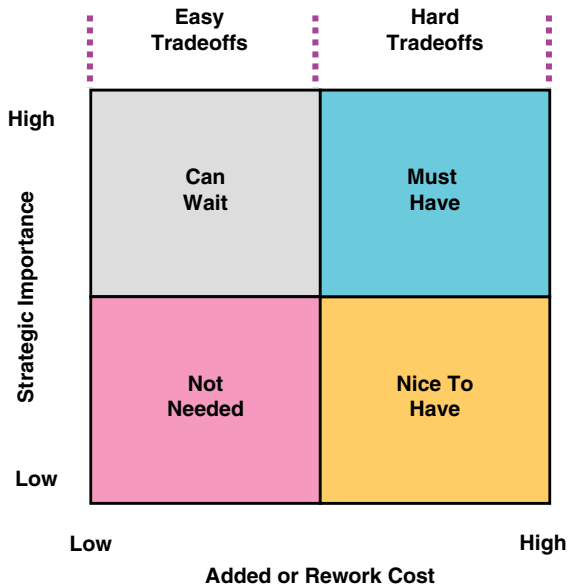 Easy
Tradeoffs
Hard
Tradeoffs
High
Can
Wait
Must
Have
Strategic Importance
Not
Needed
Nice To
Have
Low
Low
High
Added or Rework Cost